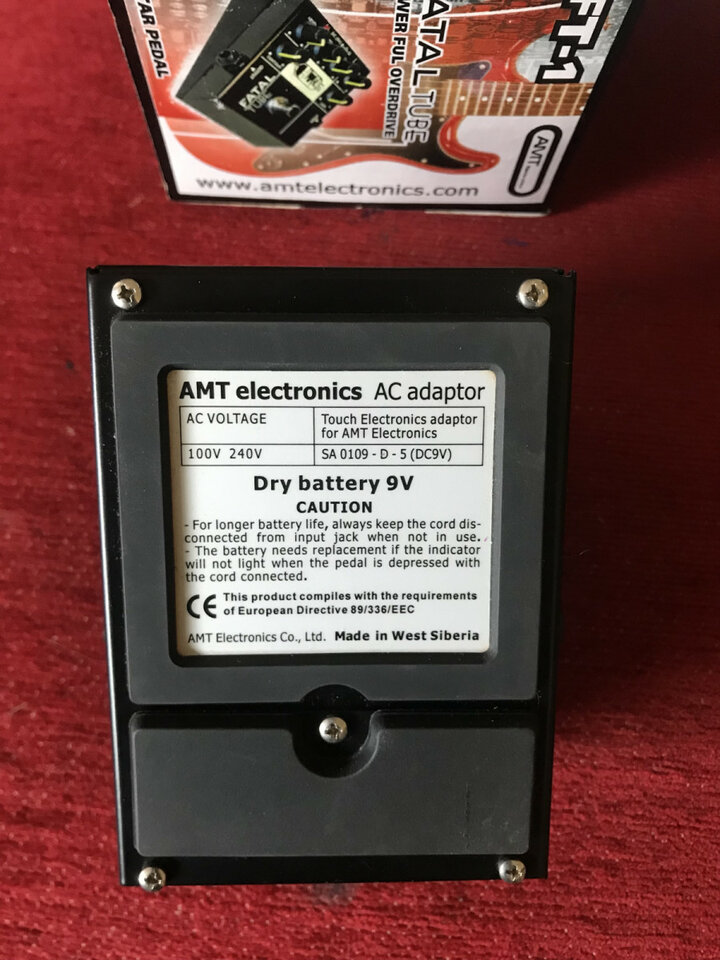 AR PEDAL
FATAL
TUBE
FATAL TUBE
WER FUL OVERDRIVE
FT-1
AMT
www.amtelectronics.com
AMT electronics AC adaptor
AC VOLTAGE
Touch Electronics adaptor
for AMT Electronics
100V 240V
SA 0109 - D - 5 (DC9V)
Dry battery 9V
CAUTION
- For longer battery life, always keep the cord dis-
connected from input jack when not in use.
- The battery needs replacement if the indicator
will not light when the pedal is depressed with
the cord connected.
CE This product compiles with the requirements
of European Directive 89/336/EEC
AMT Electronics Co., Ltd. Made in West Siberia